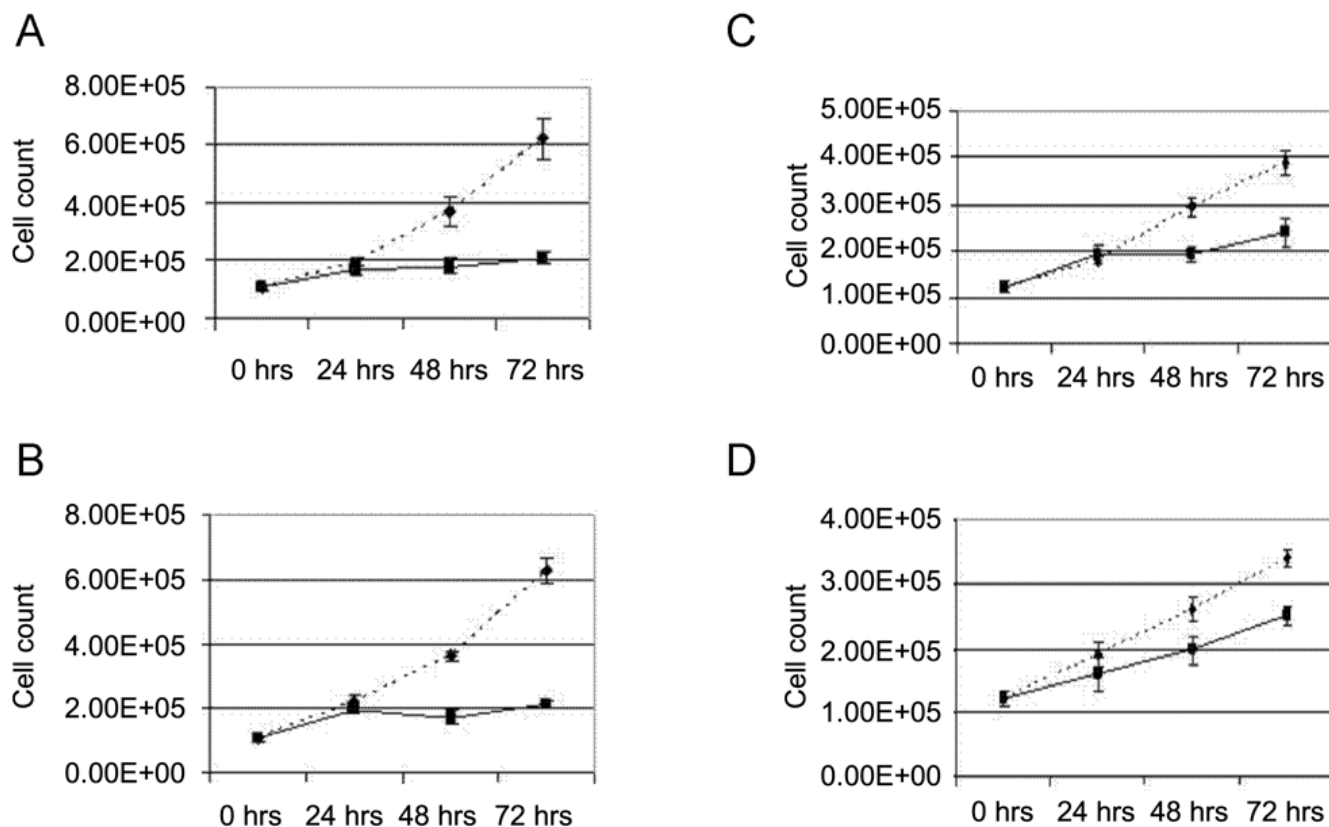 A
Cell count
8.00E+05
6.00E+05
4.00E+05
2.00E+05
0.00E+00
0 hrs 24 hrs 48 hrs 72 hrs
B
Cell count
8.00E+05
6.00E+05
4.00E+05
2.00E+05
0.00E+00
0 hrs 24 hrs 48 hrs 72 hrs
C
Cell count
5.00E+05
4.00E+05
3.00E+05
2.00E+05
1.00E+05
0.00E+00
0 hrs 24 hrs 48 hrs 72 hrs
D
Cell count
4.00E+05
3.00E+05
2.00E+05
1.00E+05
0.00E+00
0 hrs 24 hrs 48 hrs 72 hrs